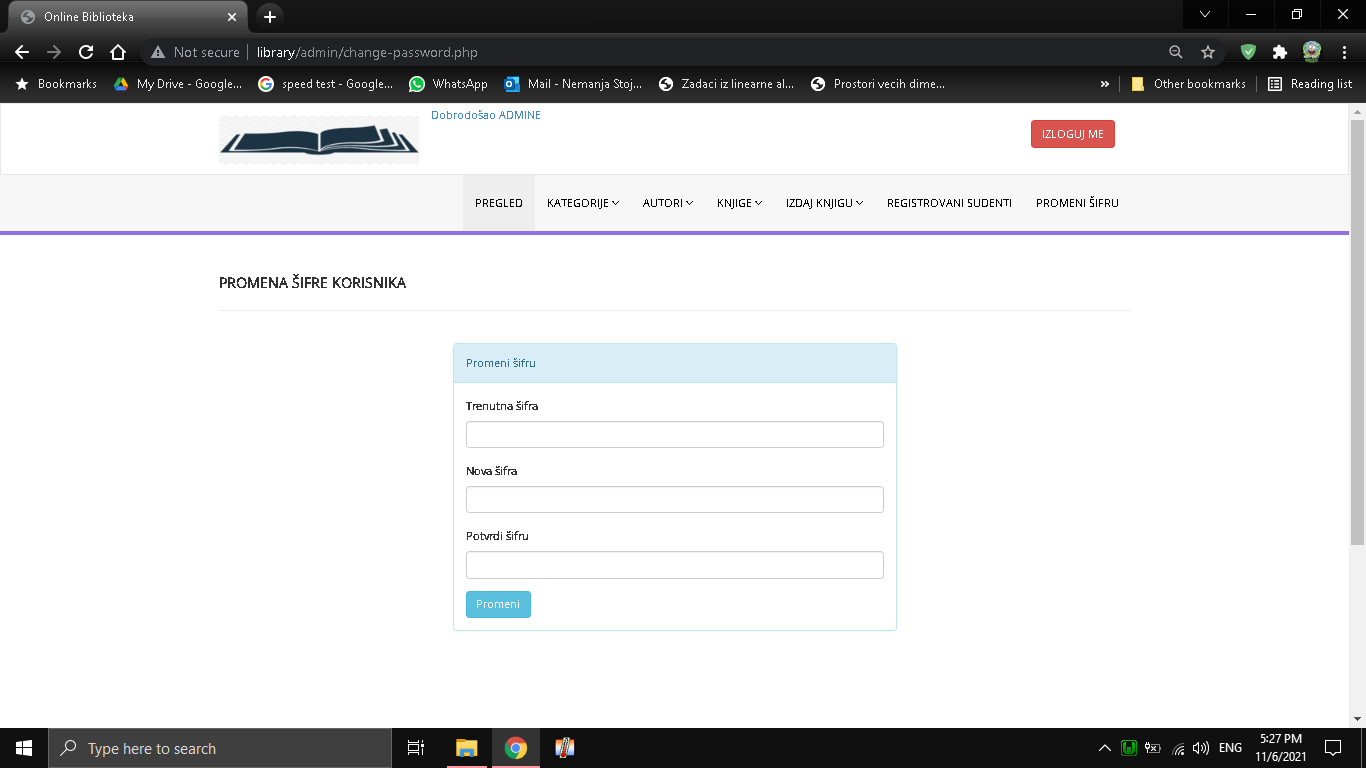 Online Biblioteka
Not secure library/admin/change-password.php
Bookmarks My Drive - Google... speed test - Google... WhatsApp Mail - Nemanja Stoj... Zadaci iz linearne al... Prostori vecih dime... » Other bookmarks Reading list
Dobrodošao ADMINE
IZLOGUJ ME
PREGLED KATEGORIJE AUTORI KNJIGE IZDAJ KNJIGU REGISTROVANI SUDENTI PROMENI ŠIFRU
PROMENA ŠIFRE KORISNIKA
Promeni šifru
Trenutna šifra
Nova šifra
Potvrdi šifru
Promeni
Type here to search
ENG
5:27 PM
11/6/2021